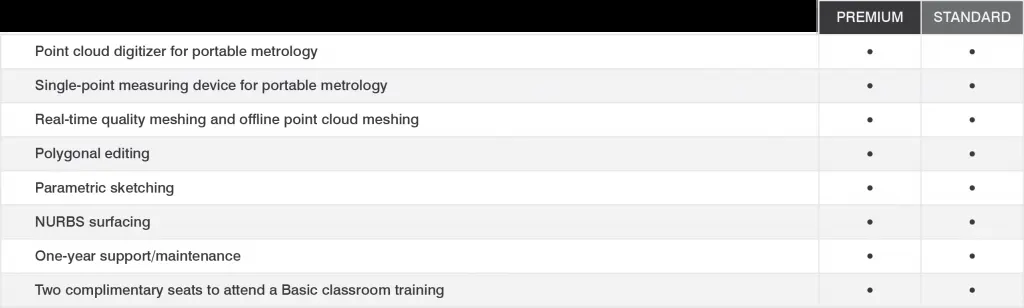 PREMIUM STANDARD
Point cloud digitizer for portable metrology • •
Single-point measuring device for portable metrology • •
Real-time quality meshing and offline point cloud meshing • •
Polygonal editing • •
Parametric sketching • •
NURBS surfacing • •
One-year support/maintenance • •
Two complimentary seats to attend a Basic classroom training • •